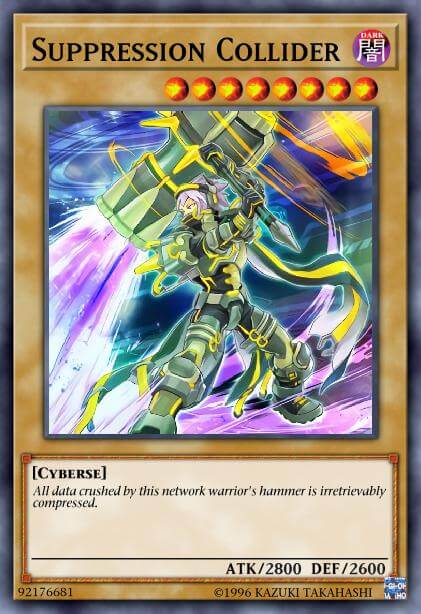 SUPPRESSION COLLIDER
DARK
闇
[CYBERSE]
All data crushed by this network warrior's hammer is irretrievably
compressed.
ATK/2800 DEF/2600
92176681
©1996 KAZUKI TAKAHASHI